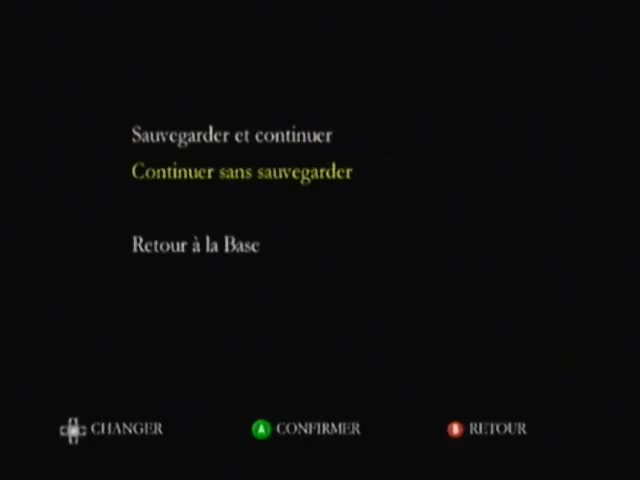 Sauvegarder et continuer
Continuer sans sauvegarder
Retour à la Base
CHANGER
A CONFIRMER
B RETOUR